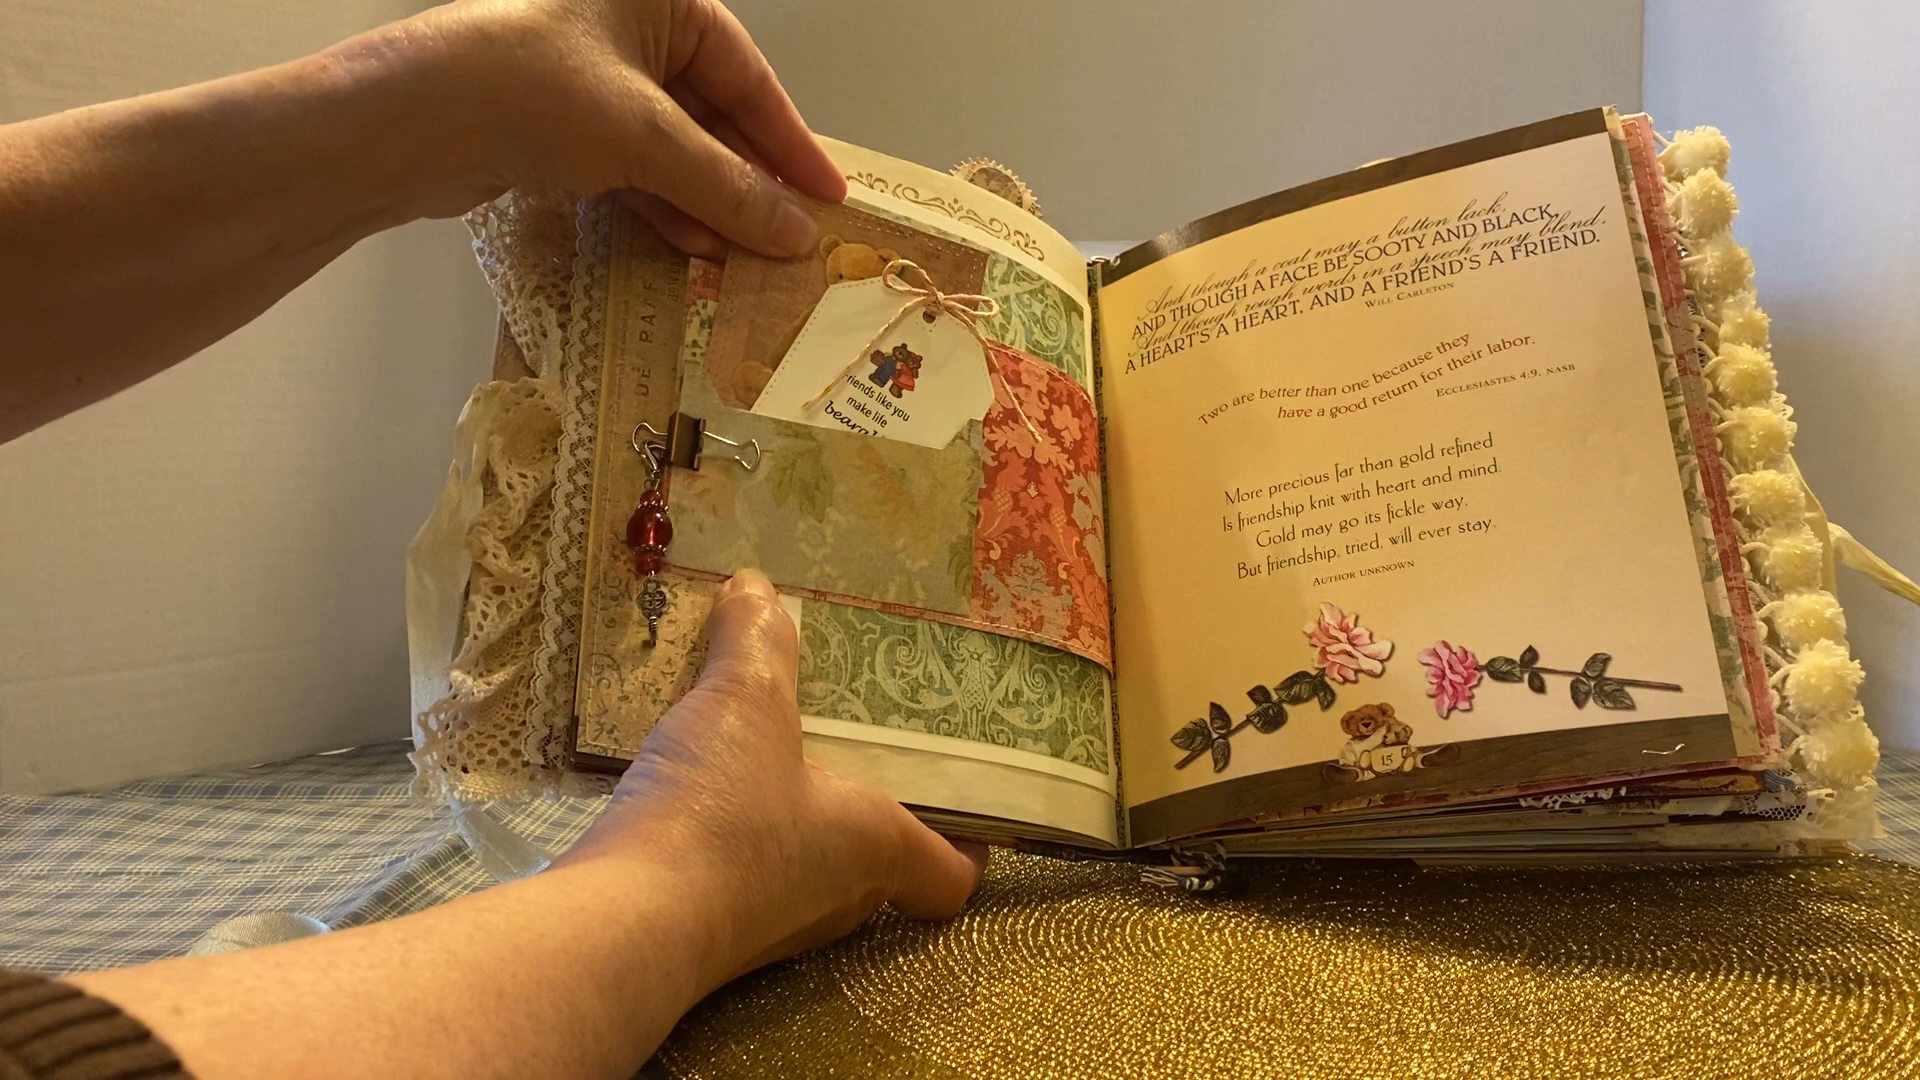 DE PAR
Friends like you
make life
And though a coat may a button lack,
AND THOUGH A FACE BE SOOTY AND BLACK,
And though rough words in a speech may blend,
A HEART'S A HEART, AND A FRIEND'S A FRIEND.
WILL CARLETON
Two are better than one because they
have a good return for their labor.
ECCLESIASTES 4:9, NASB
More precious far than gold refined
Is friendship knit with heart and mind.
Gold may go its fickle way,
But friendship, tried, will ever stay.
AUTHOR UNKNOWN
15